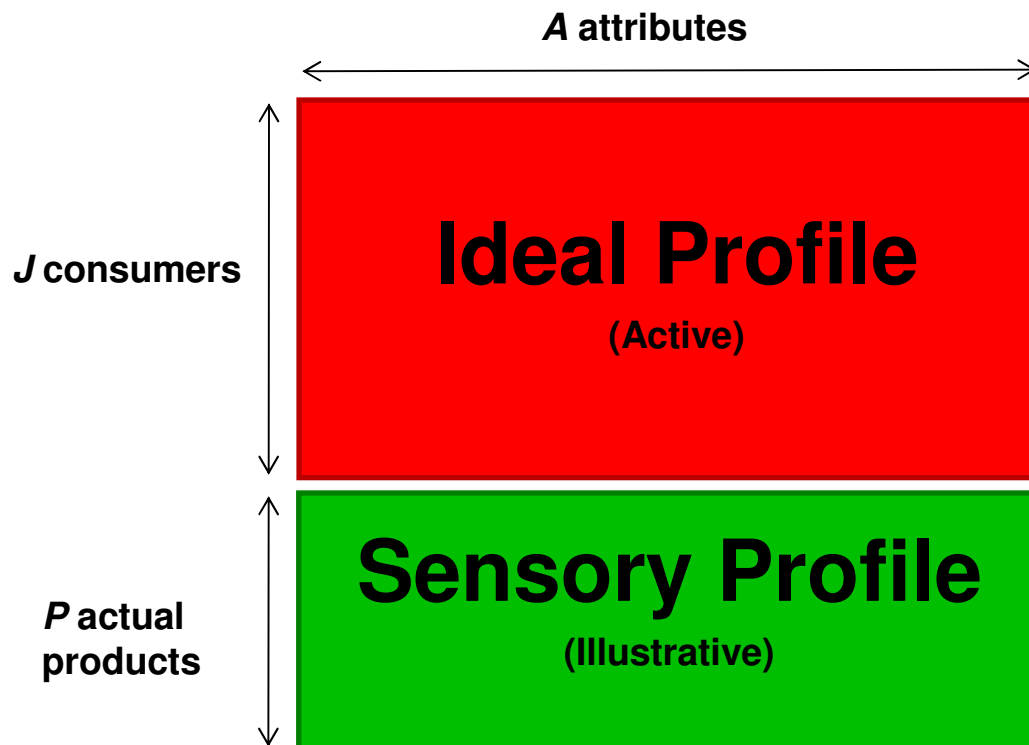 A attributes
J consumers
Ideal Profile
(Active)
Sensory Profile
(Illustrative)
P actual
products